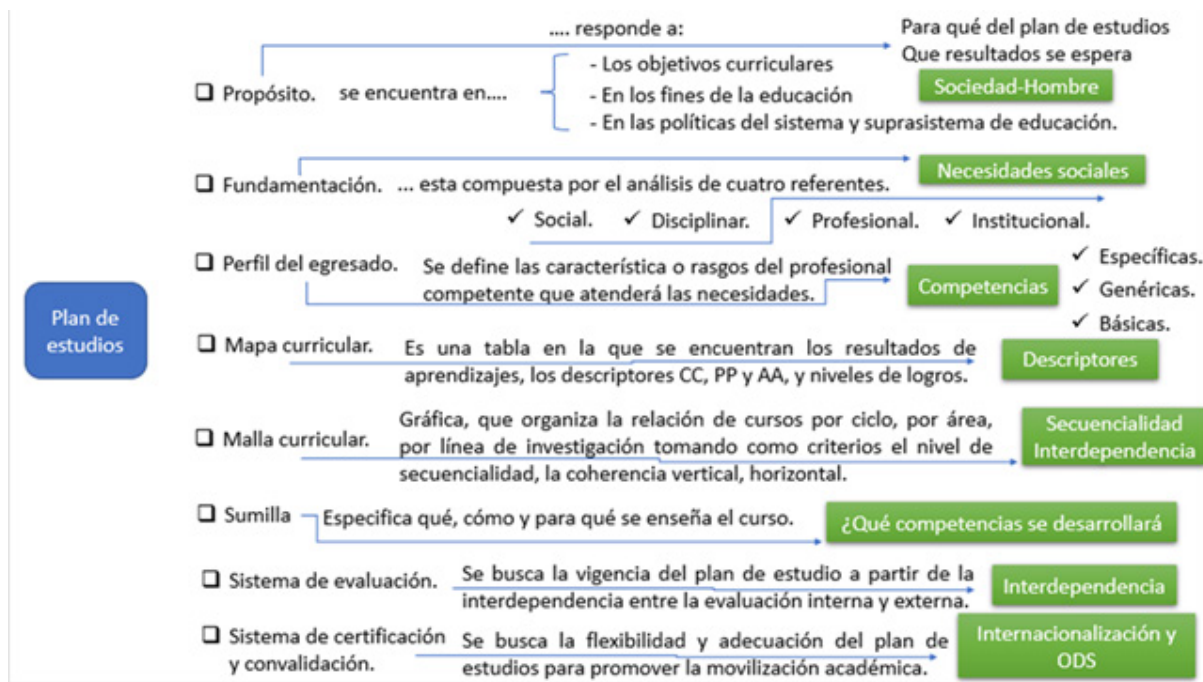 .... responde a:
Para qué del plan de estudios
Que resultados se espera
Propósito. se encuentra en....
- Los objetivos curriculares
- En los fines de la educación
- En las políticas del sistema y suprasistema de educación.
Sociedad-Hombre
Fundamentación. ... esta compuesta por el análisis de cuatro referentes.
Necesidades sociales
✓ Social. ✓ Disciplinar. ✓ Profesional. ✓ Institucional.
Perfil del egresado. Se define las característica o rasgos del profesional
competente que atenderá las necesidades.
Competencias
✓ Específicas.
✓ Genéricas.
✓ Básicas.
Plan de
estudios
Mapa curricular. Es una tabla en la que se encuentran los resultados de
aprendizajes, los descriptores CC, PP y AA, y niveles de logros.
Descriptores
Malla curricular. Gráfica, que organiza la relación de cursos por ciclo, por área,
por línea de investigación tomando como criterios el nivel de
secuencialidad, la coherencia vertical, horizontal.
Secuencialidad
Interdependencia
Sumilla Especifica qué, cómo y para qué se enseña el curso.
¿Qué competencias se desarrollará
Sistema de evaluación. Se busca la vigencia del plan de estudio a partir de la
interdependencia entre la evaluación interna y externa.
Interdependencia
Sistema de certificación
y convalidación.
Se busca la flexibilidad y adecuación del plan de
estudios para promover la movilización académica.
Internacionalización y
ODS